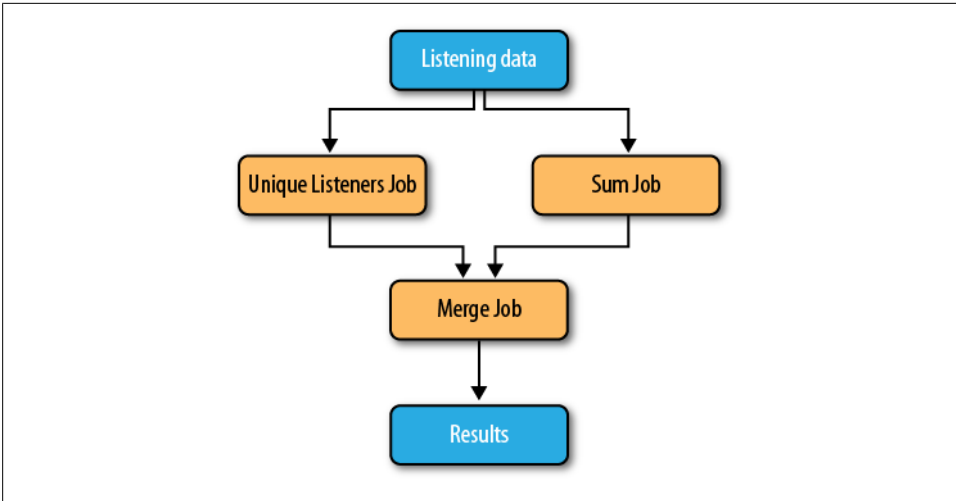 Listening data
Unique Listeners Job
Sum Job
Merge Job
Results